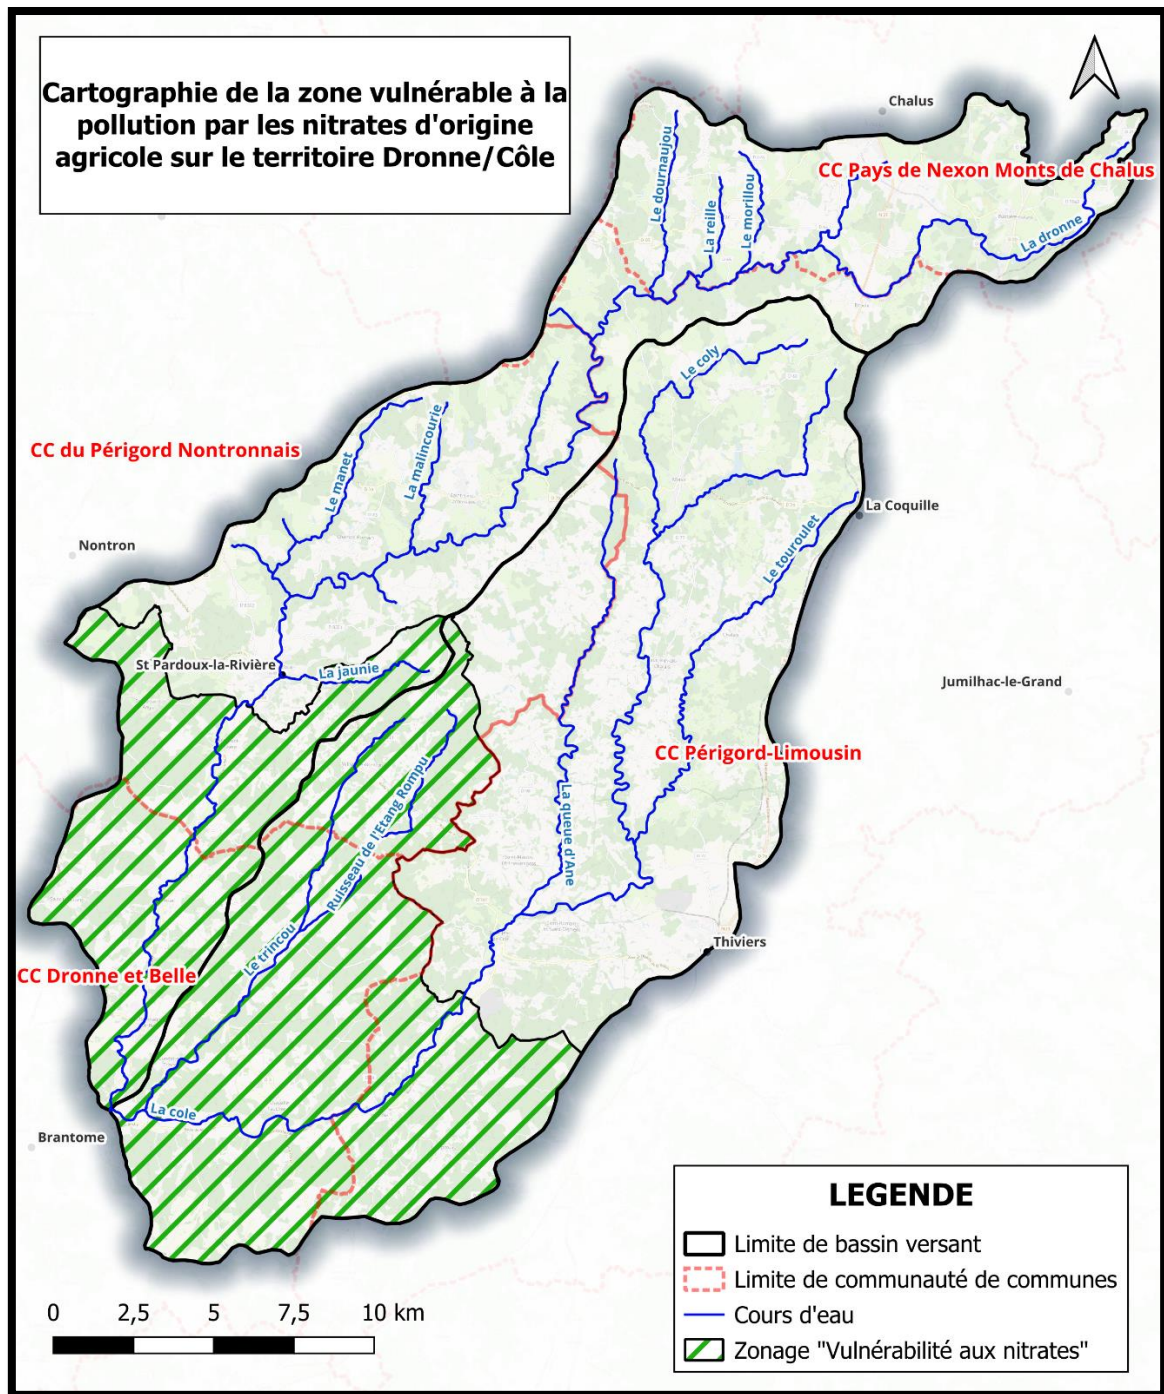 Cartographie de la zone vulnérable à la
pollution par les nitrates d'origine
agricole sur le territoire Dronne/Côle
Chalus
CC Pays de Nexon Monts de Chalus
Le dournaujou
La reille
Le morillou
La dronne
Le coly
CC du Périgord Nontronnais
Le manet
La malincourie
La Coquille
Nontron
Le touroulet
St Pardoux-la-Rivière
La jaunie
Jumilhac-le-Grand
CC Périgord-Limousin
Ruisseau de l'Etang Rompu
La queue d'Ane
Le trincou
Thiviers
CC Dronne et Belle
La cole
Brantome
LEGENDE
Limite de bassin versant
Limite de communauté de communes
Cours d'eau
Zonage "Vulnérabilité aux nitrates"
0 2,5 5 7,5 10 km